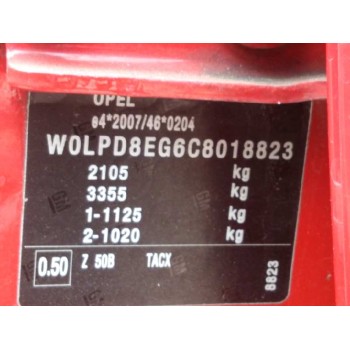 OPEL
e4*2007/46*0204
W0LPD8EG6C8018823
2105 kg
3355 kg
1-1125 kg
2-1020 kg
0.50 Z 50B TACX
8823